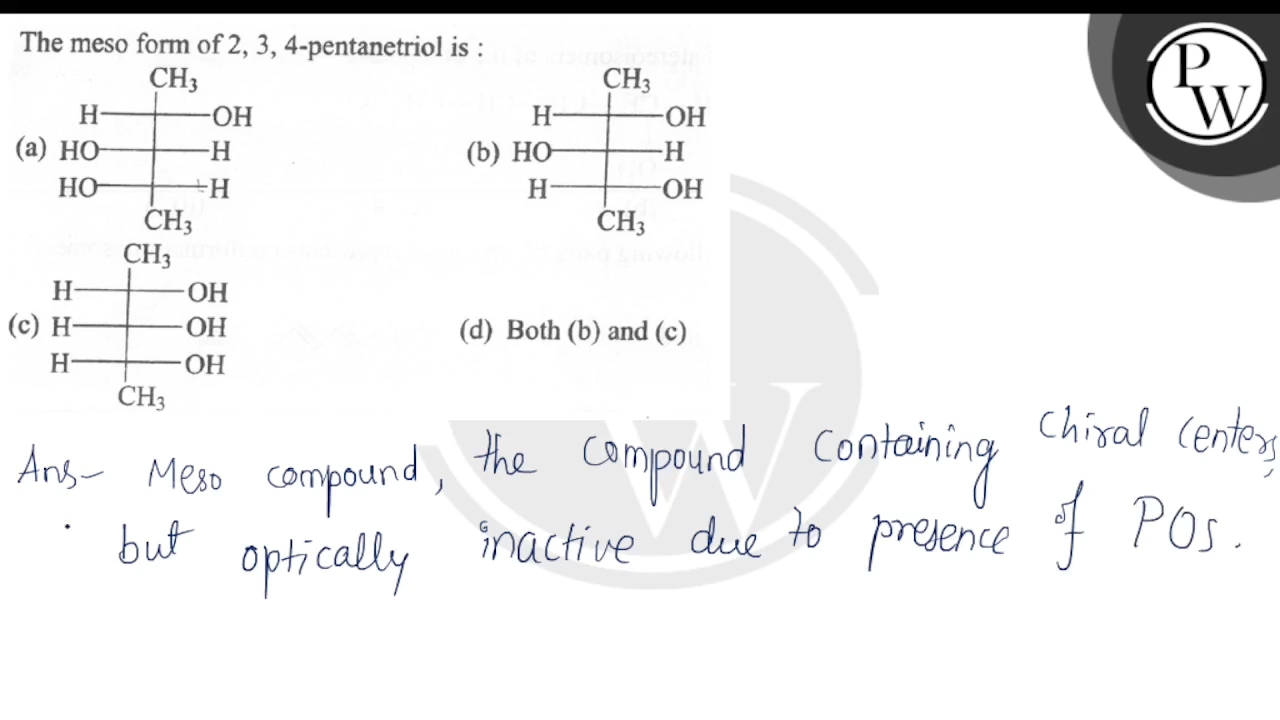 The meso form of 2, 3, 4-pentanetriol is :
CH3
H OH
(a) HO H
HO H
CH3
CH3
H OH
(b) HO H
H OH
CH3
CH3
H OH
(c) H OH
H OH
CH3
(d) Both (b) and (c)
Ans- Meso compound, the compound containing chiral centers,
but optically inactive due to presence of POS.
P
W